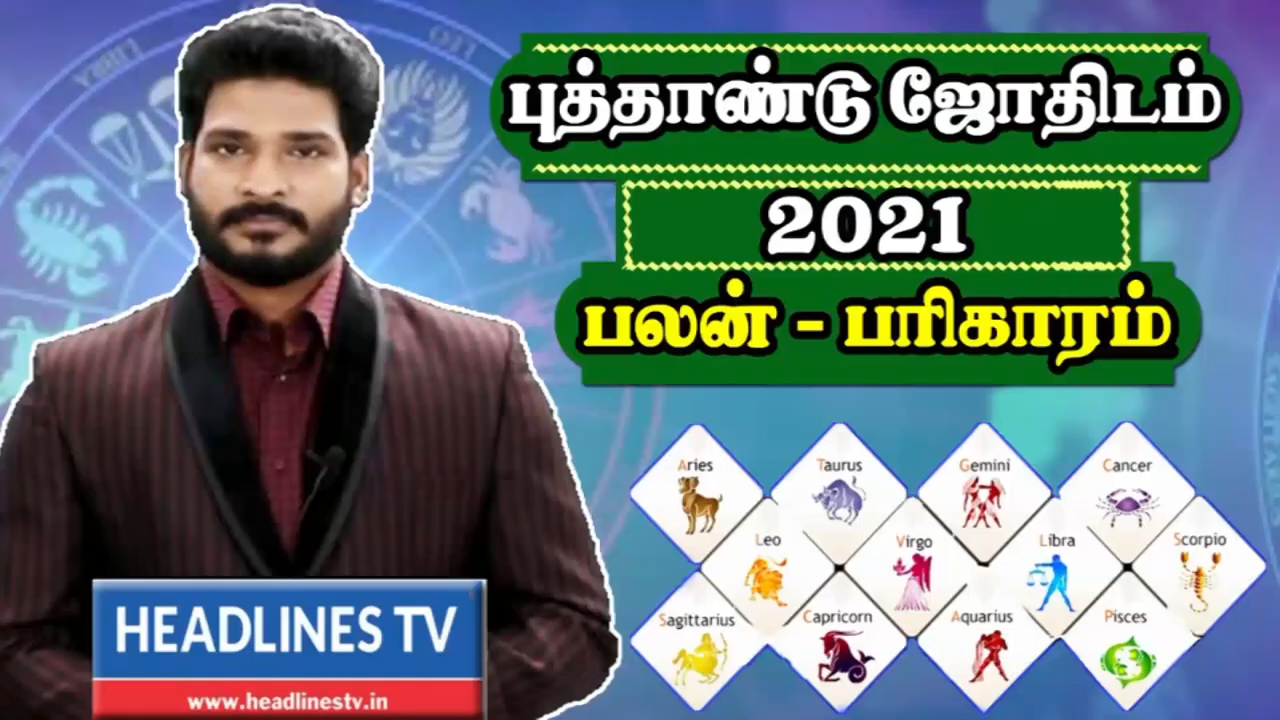 புத்தாண்டு ஜோதிடம்
2021
பலன் - பரிகாரம்
Aries
Taurus
Gemini
Cancer
Leo
Virgo
Libra
Scorpio
Sagittarius
Capricorn
Aquarius
Pisces
HEADLINES TV
www.headlinestv.in
LIBRA